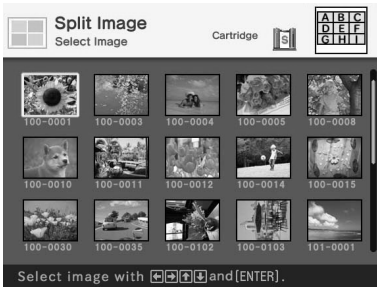 Split Image
Select Image
Cartridge S
A B C
D E F
G H I
100-0001 100-0003 100-0004 100-0005 100-0008
100-0010 100-0011 100-0012 100-0014 100-0015
100-0030 100-0035 100-0102 100-0103 101-0001
Select image with ←→↑↓and[ENTER].